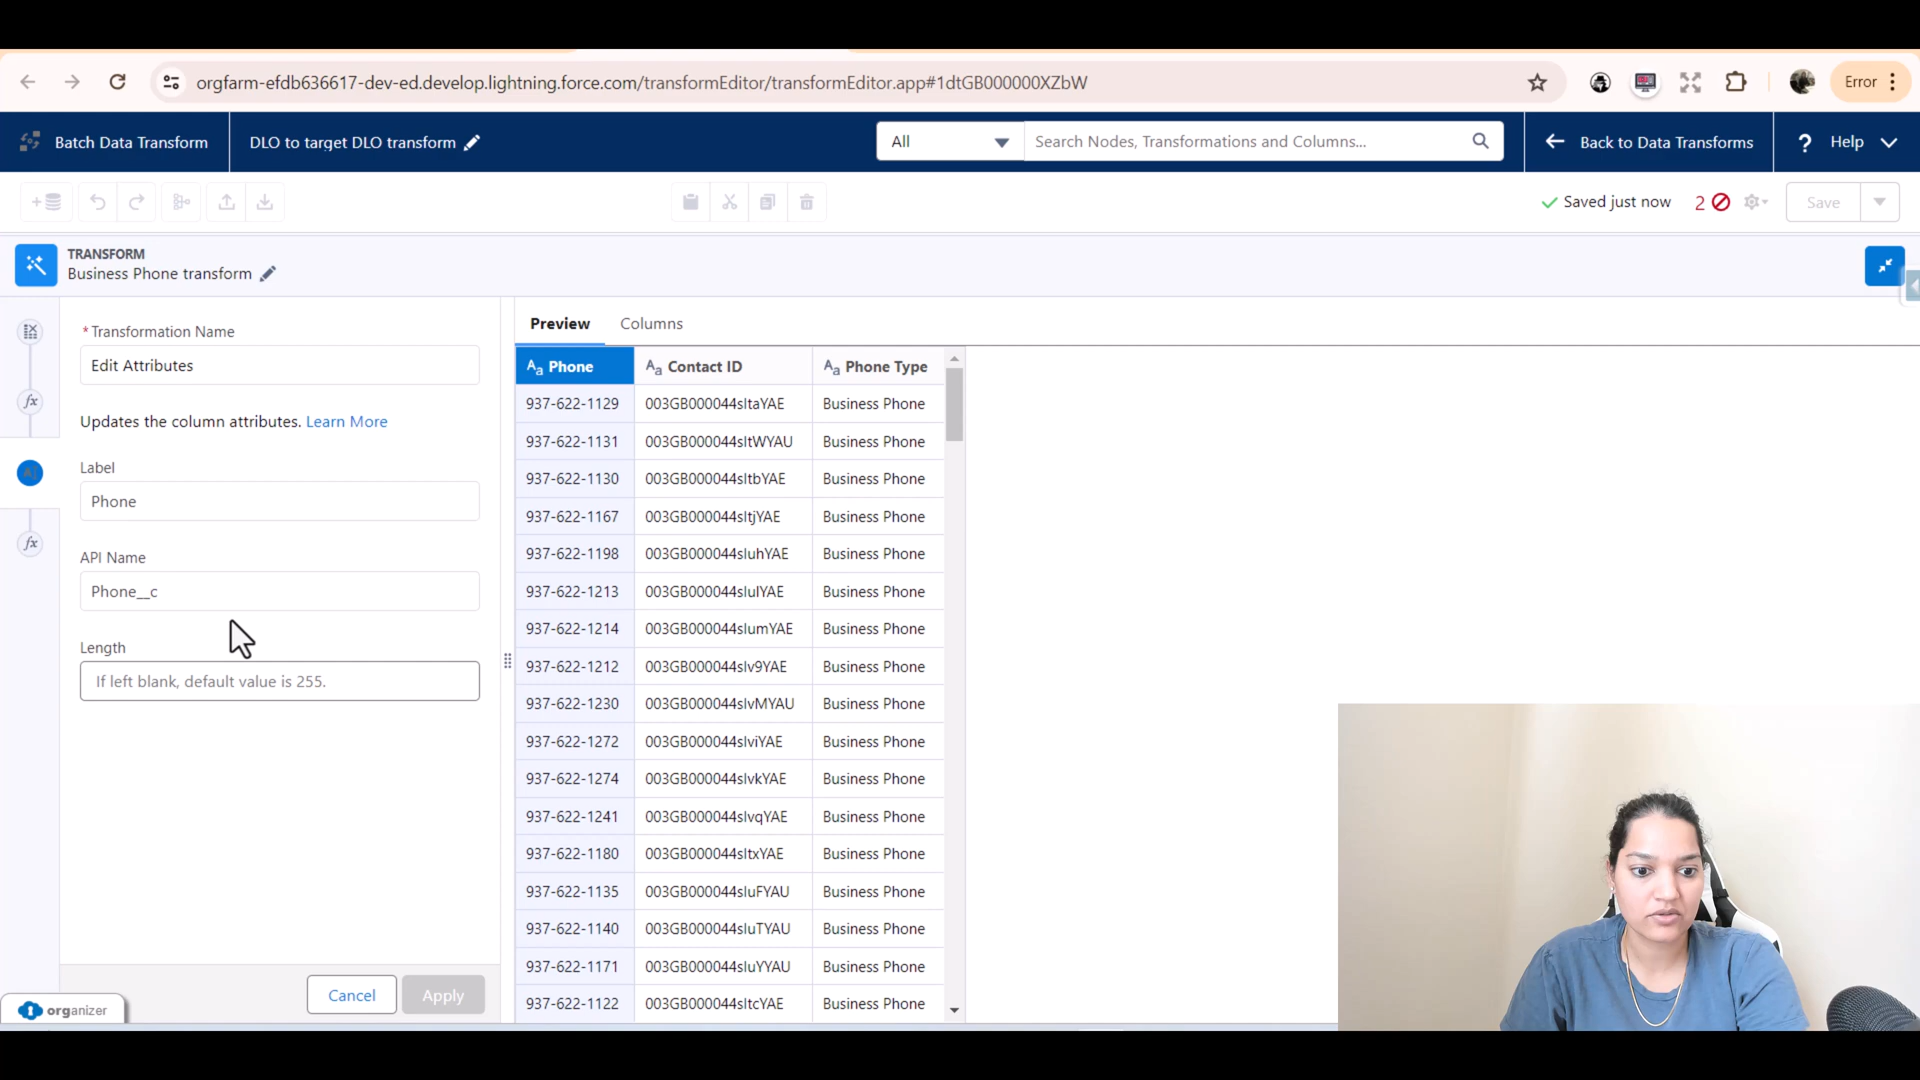 orgfarm-efdb636617-dev-ed.develop.lightning.force.com/transformEditor/transformEditor.app#1dtGB000000XZbW
Error
Batch Data Transform
DLO to target DLO transform
All
Search Nodes, Transformations and Columns...
Back to Data Transforms
? Help
Saved just now
2
Save
TRANSFORM
Business Phone transform
* Transformation Name
Edit Attributes
Updates the column attributes. Learn More
Label
Phone
API Name
Phone__c
Length
If left blank, default value is 255.
Cancel
Apply
organizer
Preview
Columns
Phone Contact ID Phone Type
937-622-1129 003GB000044sItaYAE Business Phone
937-622-1131 003GB000044sItWYAU Business Phone
937-622-1130 003GB000044sItbYAE Business Phone
937-622-1167 003GB000044sItjYAE Business Phone
937-622-1198 003GB000044sIuhYAE Business Phone
937-622-1213 003GB000044sIulYAE Business Phone
937-622-1214 003GB000044sIumYAE Business Phone
937-622-1212 003GB000044sIv9YAE Business Phone
937-622-1230 003GB000044sIvMYAU Business Phone
937-622-1272 003GB000044sIviYAE Business Phone
937-622-1274 003GB000044sIvkYAE Business Phone
937-622-1241 003GB000044sIvqYAE Business Phone
937-622-1180 003GB000044sItxYAE Business Phone
937-622-1135 003GB000044sIuFYAU Business Phone
937-622-1140 003GB000044sIuTYAU Business Phone
937-622-1171 003GB000044sIuYYAU Business Phone
937-622-1122 003GB000044sItcYAE Business Phone